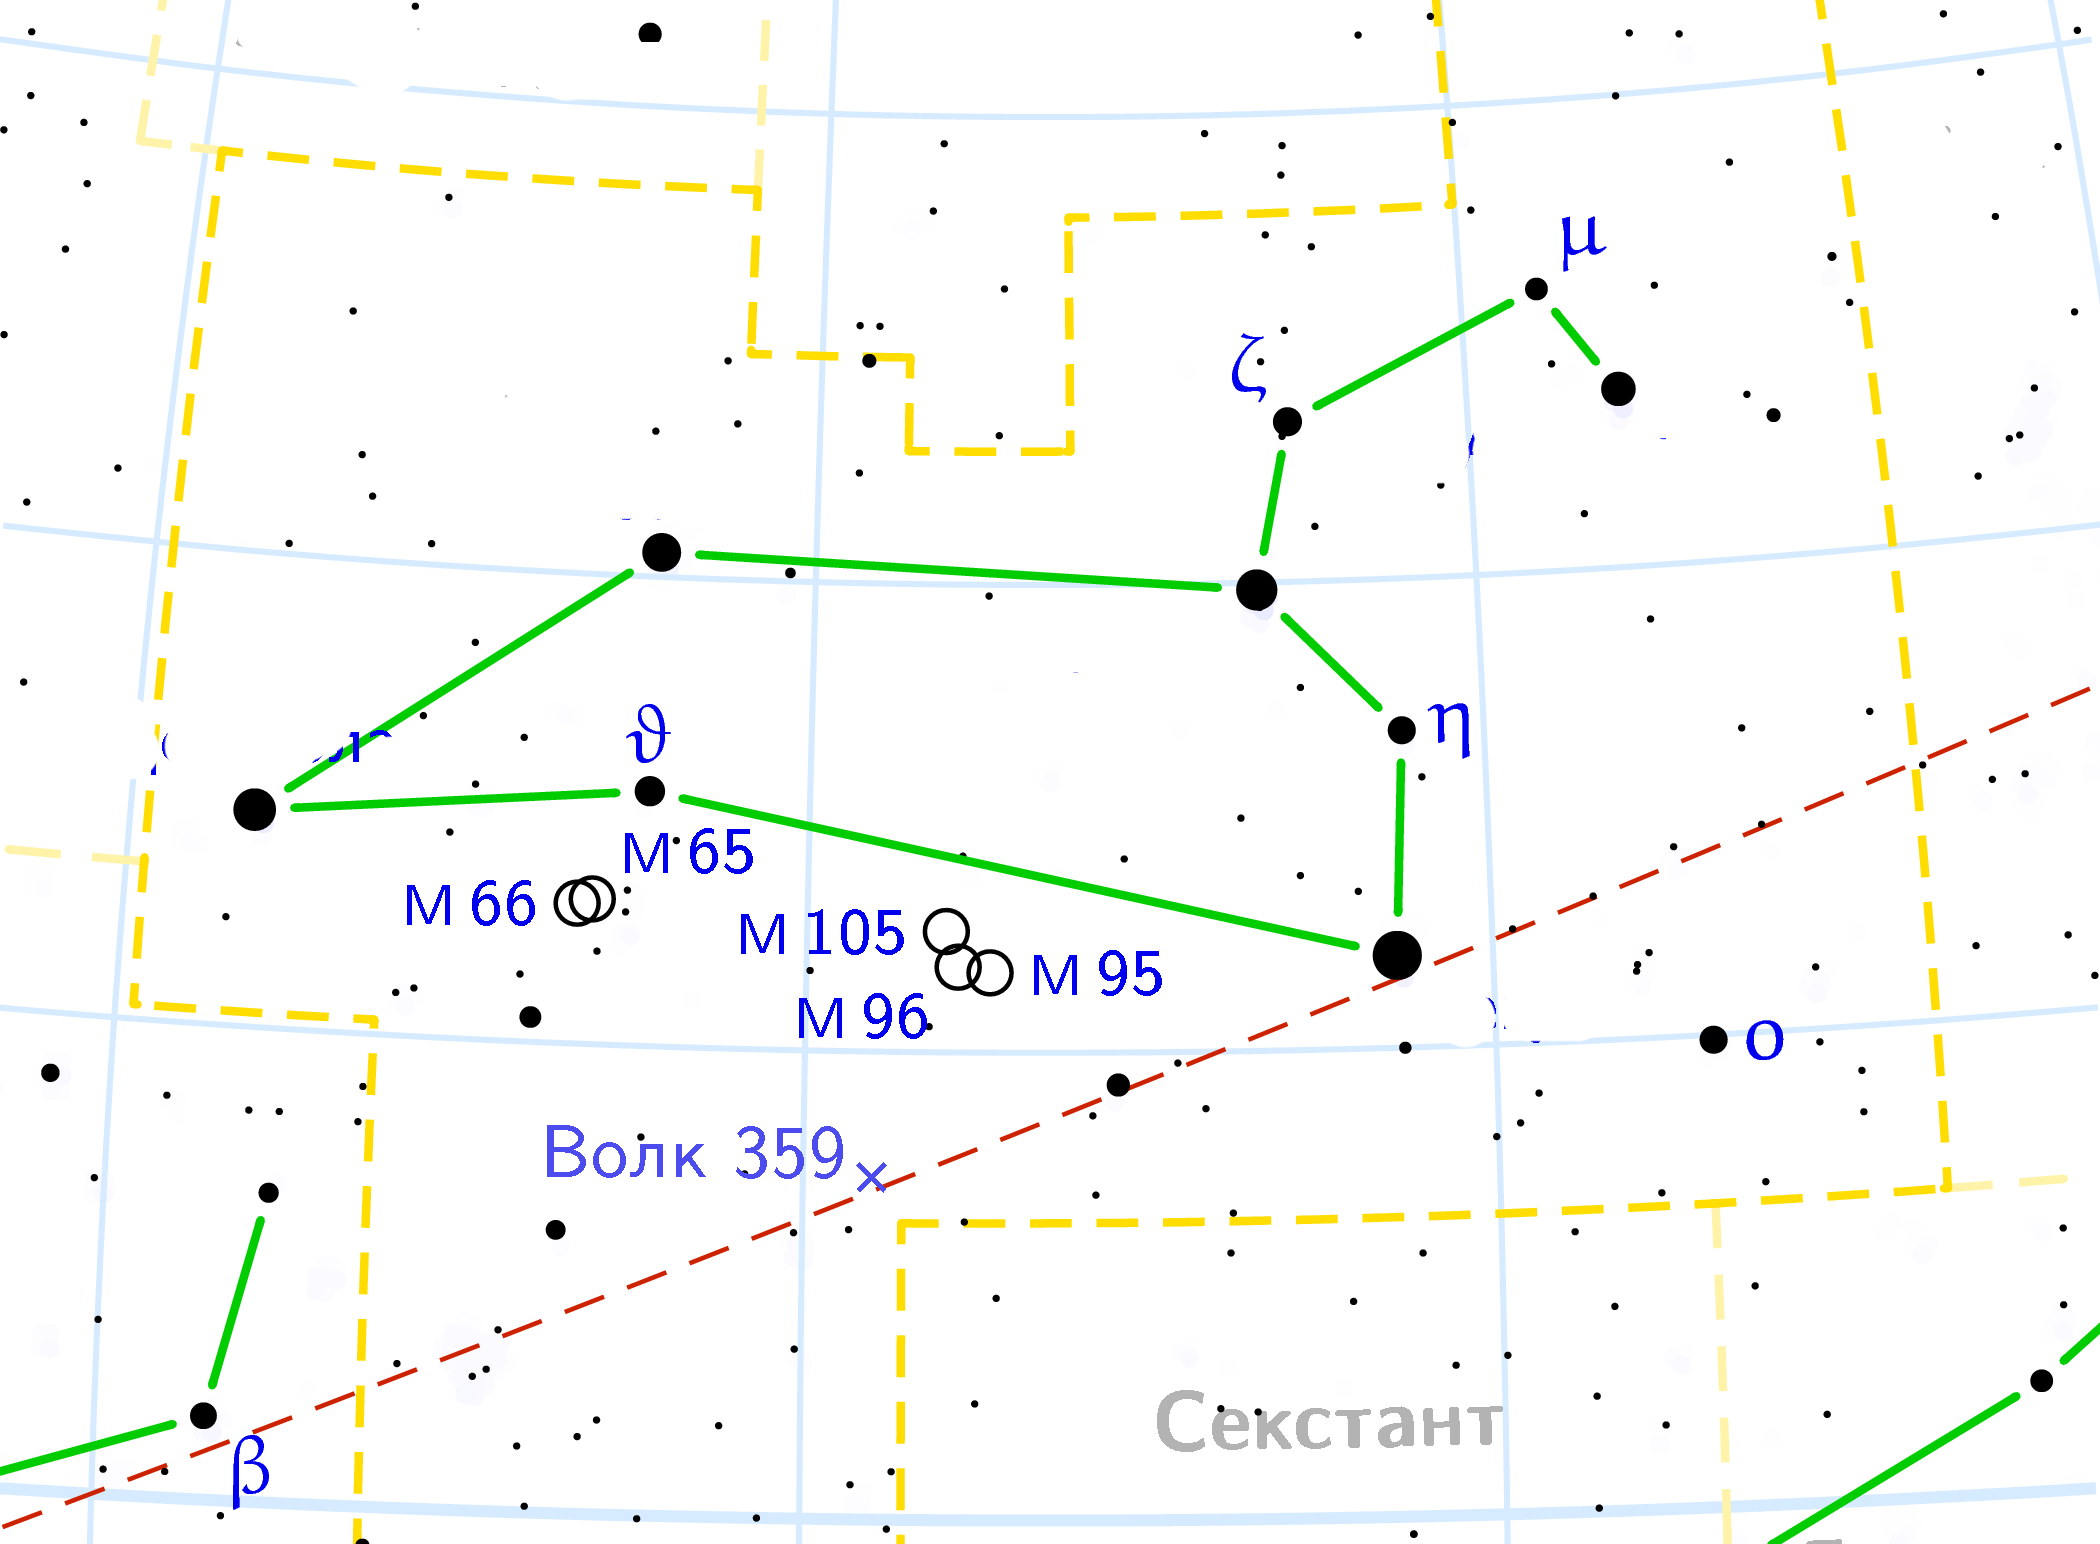 μ
ζ
η
ϑ
M 65
M 66
M 105
M 95
M 96
ο
Волк 359
Секстант
β